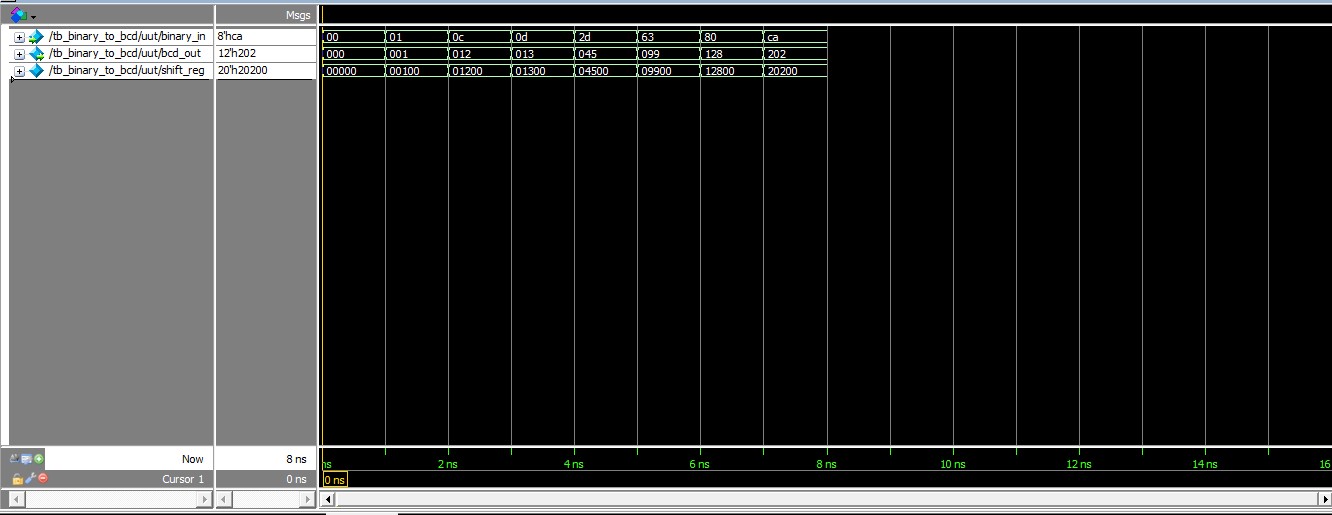 Msgs
/tb_binary_to_bcd/uut/binary_in 8'hca 00 01 0c 0d 2d 63 80 ca
/tb_binary_to_bcd/uut/bcd_out 12'h202 000 001 012 013 045 099 128 202
/tb_binary_to_bcd/uut/shift_reg 20'h20200 00000 00100 01200 01300 04500 09900 12800 20200
Now 8 ns ns 2 ns 4 ns 6 ns 8 ns 10 ns 12 ns 14 ns 16
Cursor 1 0 ns 0 ns